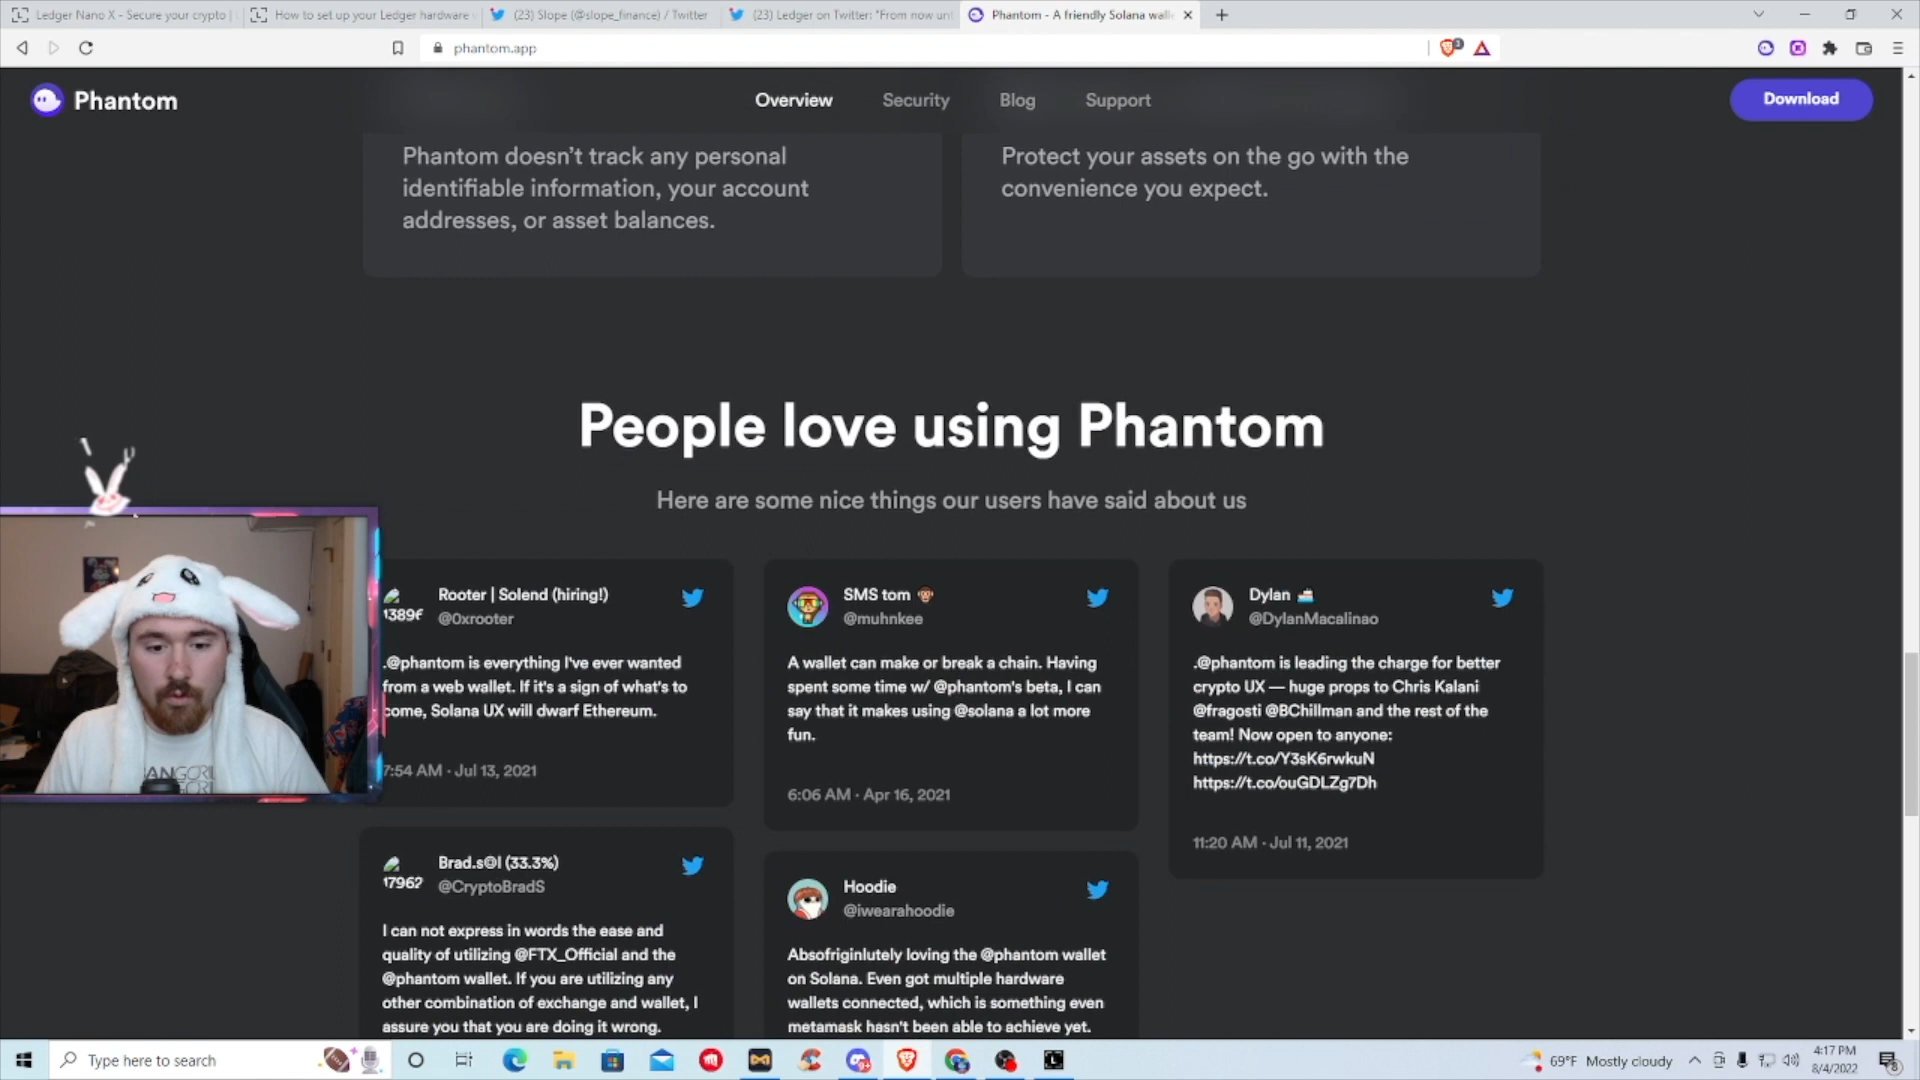 Ledger Nano X - Secure your crypto |
How to set up your Ledger hardware
(23) Slope (@slope_finance) / Twitter
(23) Ledger on Twitter: "From now unt
Phantom - A friendly Solana wall
phantom.app
Phantom
Overview
Security
Blog
Support
Download
Phantom doesn't track any personal
identifiable information, your account
addresses, or asset balances.
Protect your assets on the go with the
convenience you expect.
People love using Phantom
Here are some nice things our users have said about us
1389f
Rooter | Solend (hiring!)
@0xrooter
.@phantom is everything I've ever wanted
from a web wallet. If it's a sign of what's to
come, Solana UX will dwarf Ethereum.
7:54 AM · Jul 13, 2021
SMS tom 🐵
@muhnkee
A wallet can make or break a chain. Having
spent some time w/ @phantom's beta, I can
say that it makes using @solana a lot more
fun.
6:06 AM · Apr 16, 2021
Dylan 🚢
@DylanMacalinao
.@phantom is leading the charge for better
crypto UX — huge props to Chris Kalani
@fragosti @BChillman and the rest of the
team! Now open to anyone:
https://t.co/Y3sK6rwkuN
https://t.co/ouGDLZg7Dh
11:20 AM · Jul 11, 2021
17962
Brad.s◎l (33.3%)
@CryptoBradS
I can not express in words the ease and
quality of utilizing @FTX_Official and the
@phantom wallet. If you are utilizing any
other combination of exchange and wallet, I
assure you that you are doing it wrong.
Hoodie
@iwearahoodie
Absofriginlutely loving the @phantom wallet
on Solana. Even got multiple hardware
wallets connected, which is something even
metamask hasn't been able to achieve yet.
Type here to search
69°F Mostly cloudy
4:17 PM
8/4/2022